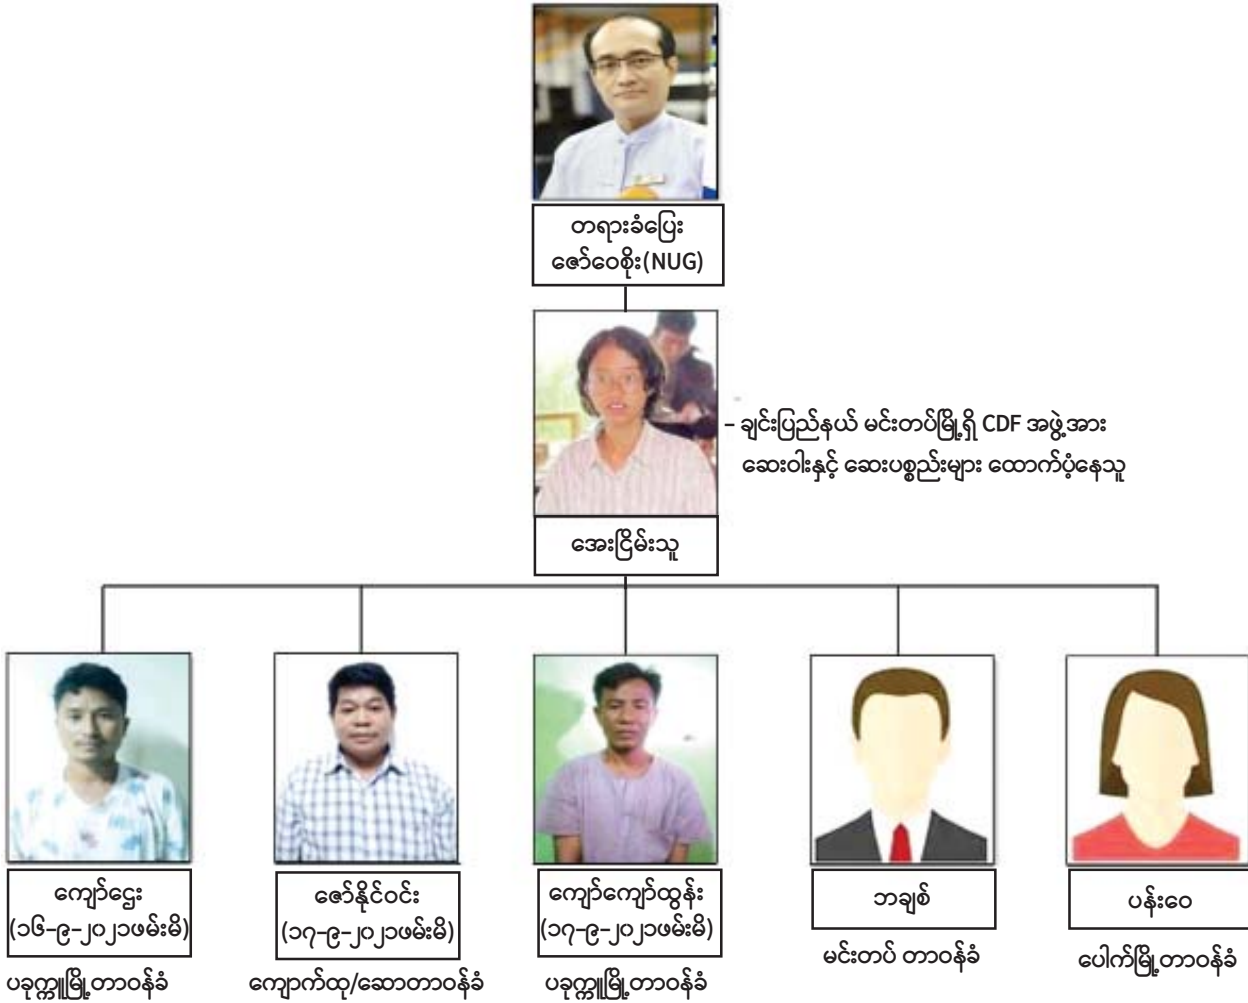 တရားခံပြေး
ဇော်ဝေစိုး(NUG)
– ချင်းပြည်နယ် မင်းတပ်မြို့ရှိ CDF အဖွဲ့အား
ဆေးဝါးနှင့် ဆေးပစ္စည်းများ ထောက်ပံ့နေသူ
အေးငြိမ်းသူ
ကျော်ဌေး
(၁၆-၉-၂၀၂၁ဖမ်းမိ)
ပခုက္ကူမြို့တာဝန်ခံ
ဇော်နိုင်ဝင်း
(၁၇-၉-၂၀၂၁ဖမ်းမိ)
ကျောက်ထု/ဆောတာဝန်ခံ
ကျော်ကျော်ထွန်း
(၁၇-၉-၂၀၂၁ဖမ်းမိ)
ပခုက္ကူမြို့တာဝန်ခံ
ဘချစ်
မင်းတပ် တာဝန်ခံ
ပန်းဝေ
ပေါက်မြို့တာဝန်ခံ